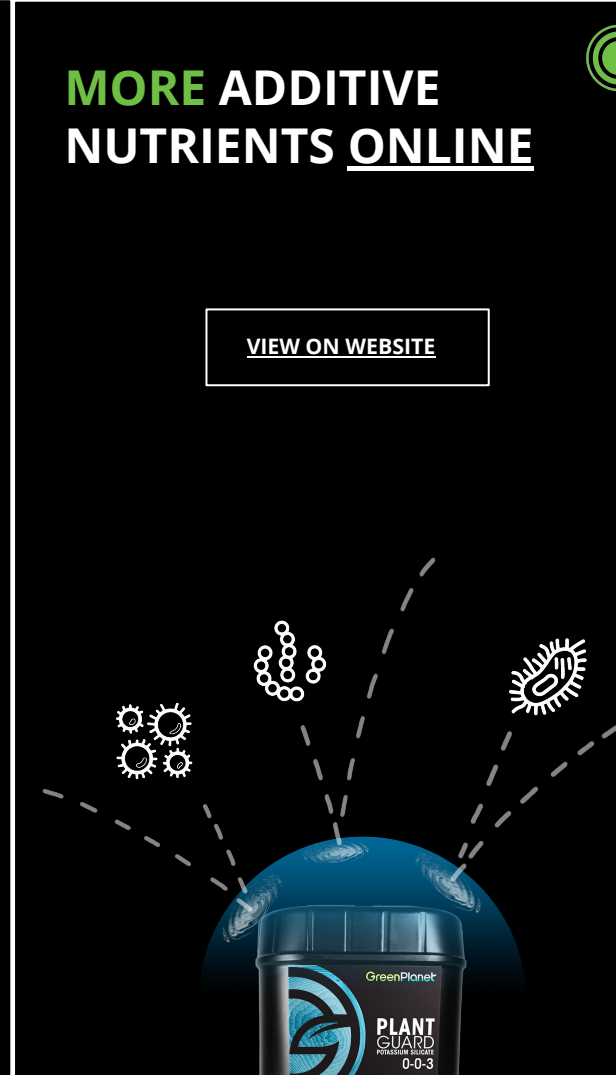 MORE ADDITIVE
NUTRIENTS ONLINE
VIEW ON WEBSITE
GreenPlanet
PLANT
GUARD
POTASSIUM SILICATE
0-0-3